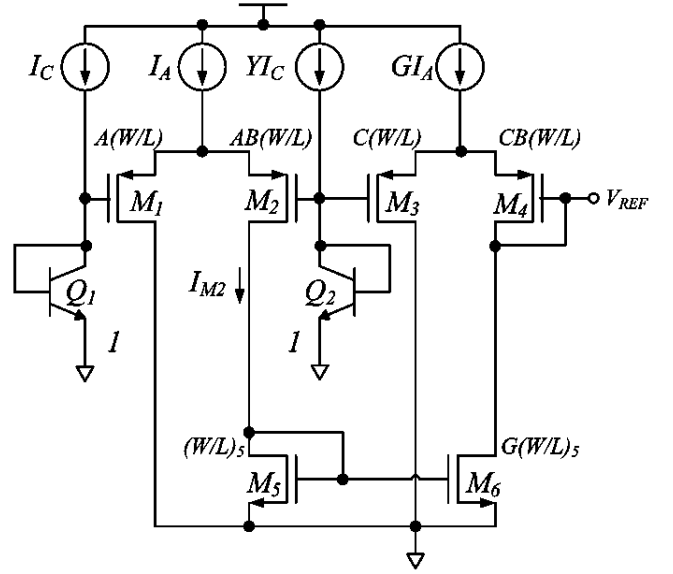 I_C I_A YI_C GI_A
A(W/L) AB(W/L) C(W/L) CB(W/L)
M_1 M_2 M_3 M_4 V_REF
Q_1 I_M2 Q_2
1 1
(W/L)_5 G(W/L)_5
M_5 M_6